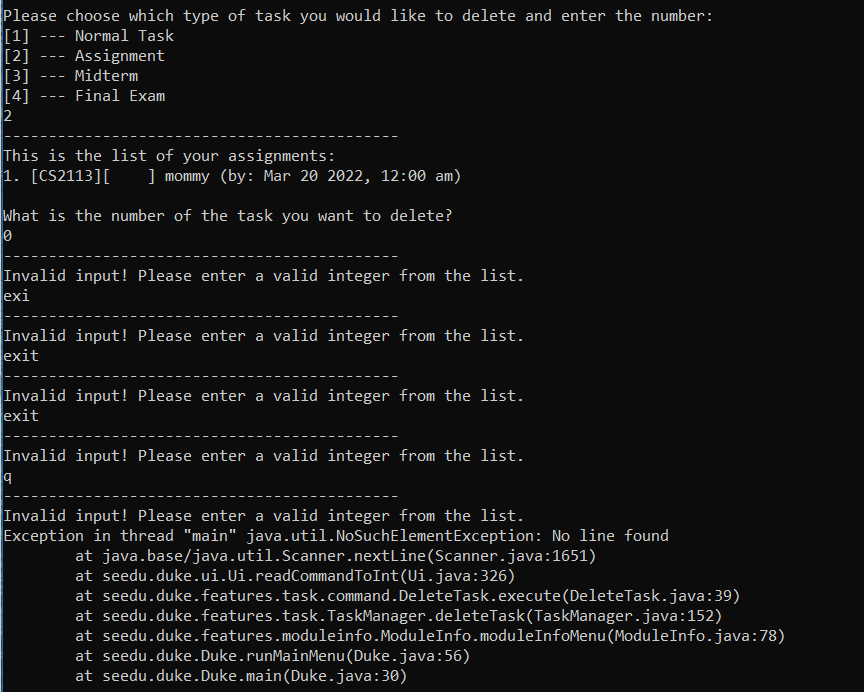 Please choose which type of task you would like to delete and enter the number:
[1] --- Normal Task
[2] --- Assignment
[3] --- Midterm
[4] --- Final Exam
2
--------------------------------------------
This is the list of your assignments:
1. [CS2113][    ] mommy (by: Mar 20 2022, 12:00 am)
What is the number of the task you want to delete?
0
--------------------------------------------
Invalid input! Please enter a valid integer from the list.
exi
--------------------------------------------
Invalid input! Please enter a valid integer from the list.
exit
--------------------------------------------
Invalid input! Please enter a valid integer from the list.
exit
--------------------------------------------
Invalid input! Please enter a valid integer from the list.
q
--------------------------------------------
Invalid input! Please enter a valid integer from the list.
Exception in thread "main" java.util.NoSuchElementException: No line found
        at java.base/java.util.Scanner.nextLine(Scanner.java:1651)
        at seedu.duke.ui.Ui.readCommandToInt(Ui.java:326)
        at seedu.duke.features.task.command.DeleteTask.execute(DeleteTask.java:39)
        at seedu.duke.features.task.TaskManager.deleteTask(TaskManager.java:152)
        at seedu.duke.features.moduleinfo.ModuleInfo.moduleInfoMenu(ModuleInfo.java:78)
        at seedu.duke.Duke.runMainMenu(Duke.java:56)
        at seedu.duke.Duke.main(Duke.java:30)